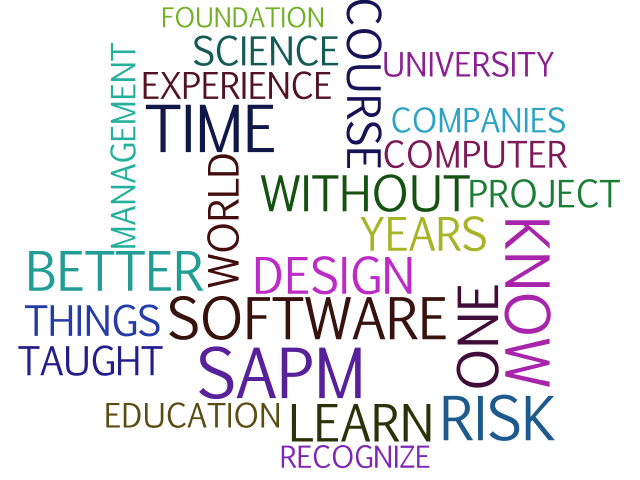 FOUNDATION
COURSE
SCIENCE
UNIVERSITY
MANAGEMENT
EXPERIENCE
TIME
COMPANIES
COMPUTER
WORLD
WITHOUT
PROJECT
YEARS
KNOW
BETTER
DESIGN
ONE
THINGS
SOFTWARE
TAUGHT
SAPM
RISK
EDUCATION
LEARN
RECOGNIZE